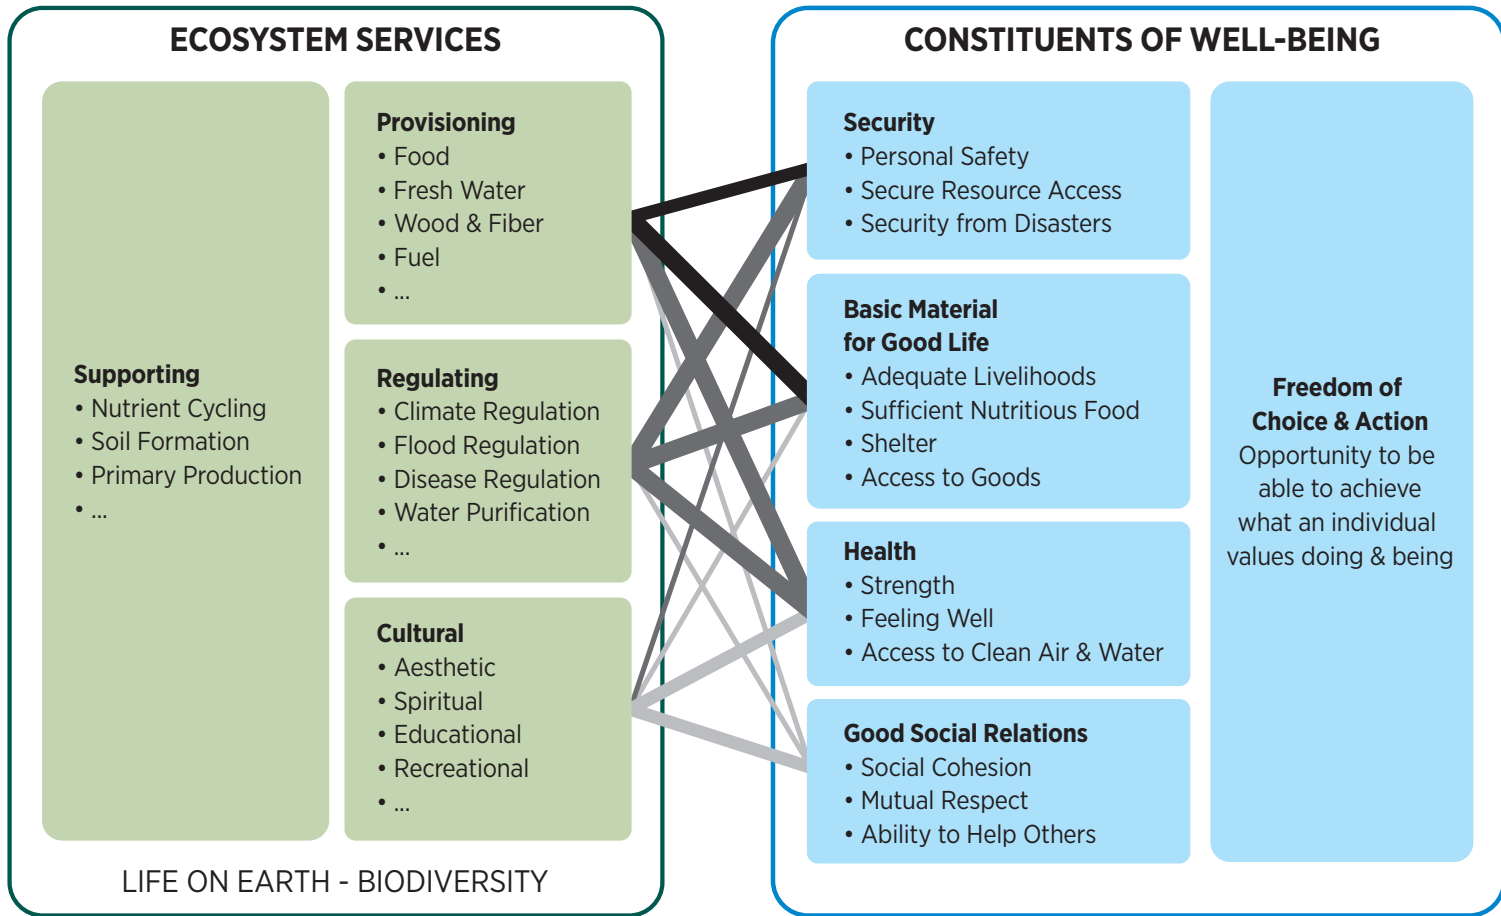 ECOSYSTEM SERVICES
Supporting
• Nutrient Cycling
• Soil Formation
• Primary Production
• ...
Provisioning
• Food
• Fresh Water
• Wood & Fiber
• Fuel
• ...
Regulating
• Climate Regulation
• Flood Regulation
• Disease Regulation
• Water Purification
• ...
Cultural
• Aesthetic
• Spiritual
• Educational
• Recreational
• ...
LIFE ON EARTH - BIODIVERSITY
CONSTITUENTS OF WELL-BEING
Security
• Personal Safety
• Secure Resource Access
• Security from Disasters
Basic Material
for Good Life
• Adequate Livelihoods
• Sufficient Nutritious Food
• Shelter
• Access to Goods
Health
• Strength
• Feeling Well
• Access to Clean Air & Water
Good Social Relations
• Social Cohesion
• Mutual Respect
• Ability to Help Others
Freedom of
Choice & Action
Opportunity to be
able to achieve
what an individual
values doing & being